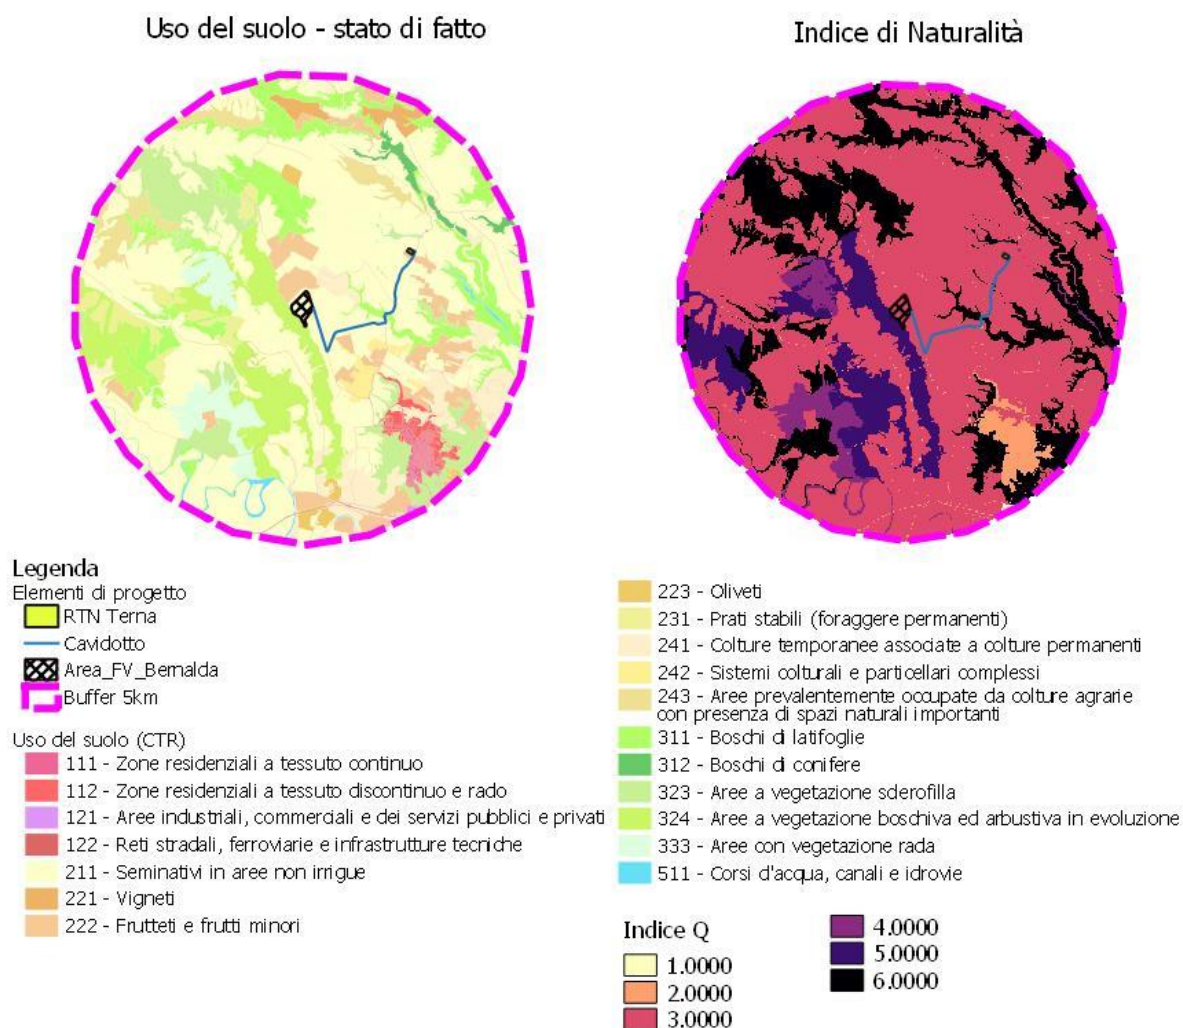 Uso del suolo - stato di fatto
Indice di Naturalità
Legenda
Elementi di progetto
RTN Terna
Cavidotto
Area_FV_Bernalda
Buffer 5km
Uso del suolo (CTR)
111 - Zone residenziali a tessuto continuo
112 - Zone residenziali a tessuto discontinuo e rado
121 - Aree industriali, commerciali e dei servizi pubblici e privati
122 - Reti stradali, ferroviarie e infrastrutture tecniche
211 - Seminativi in aree non irrigue
221 - Vigneti
222 - Frutteti e frutti minori
223 - Oliveti
231 - Prati stabili (foraggere permanenti)
241 - Colture temporanee associate a colture permanenti
242 - Sistemi colturali e particellari complessi
243 - Aree prevalentemente occupate da colture agrarie
con presenza di spazi naturali importanti
311 - Boschi di latifoglie
312 - Boschi di conifere
323 - Aree a vegetazione sclerofilla
324 - Aree a vegetazione boschiva ed arbustiva in evoluzione
333 - Aree con vegetazione rada
511 - Corsi d'acqua, canali e idrovie
Indice Q
1.0000
2.0000
3.0000
4.0000
5.0000
6.0000